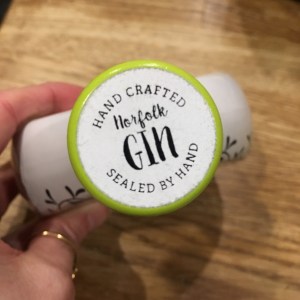 HAND CRAFTED
Norfolk
GIN
SEALED BY HAND